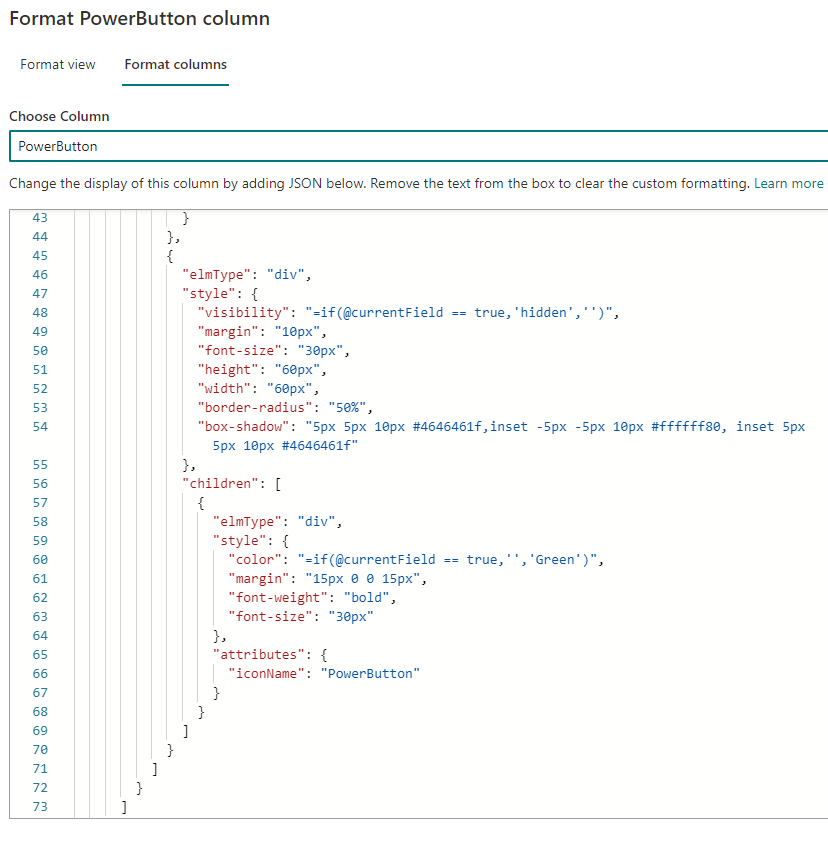 Format PowerButton column
Format view Format columns
Choose Column
PowerButton
Change the display of this column by adding JSON below. Remove the text from the box to clear the custom formatting. Learn more
43 }
44 },
45 {
46 "elmType": "div",
47 "style": {
48 "visibility": "=if(@currentField == true,'hidden','')",
49 "margin": "10px",
50 "font-size": "30px",
51 "height": "60px",
52 "width": "60px",
53 "border-radius": "50%",
54 "box-shadow": "5px 5px 10px #4646461f,inset -5px -5px 10px #ffffff80, inset 5px
5px 10px #4646461f"
55 },
56 "children": [
57 {
58 "elmType": "div",
59 "style": {
60 "color": "=if(@currentField == true,'','Green')",
61 "margin": "15px 0 0 15px",
62 "font-weight": "bold",
63 "font-size": "30px"
64 },
65 "attributes": {
66 "iconName": "PowerButton"
67 }
68 }
69 ]
70 }
71 ]
72 }
73 ]